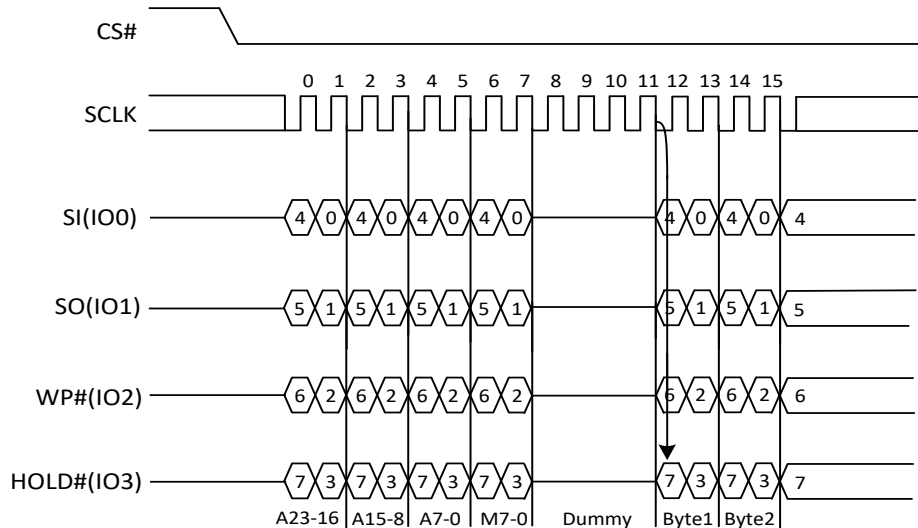 CS#
0 1 2 3 4 5 6 7 8 9 10 11 12 13 14 15
SCLK
SI(IO0) 4 0 4 0 4 0 4 0 4 0 4 0 4
SO(IO1) 5 1 5 1 5 1 5 1 5 1 5 1 5
WP#(IO2) 6 2 6 2 6 2 6 2 6 2 6 2 6
HOLD#(IO3) 7 3 7 3 7 3 7 3 7 3 7 3 7
A23-16 A15-8 A7-0 M7-0 Dummy Byte1 Byte2